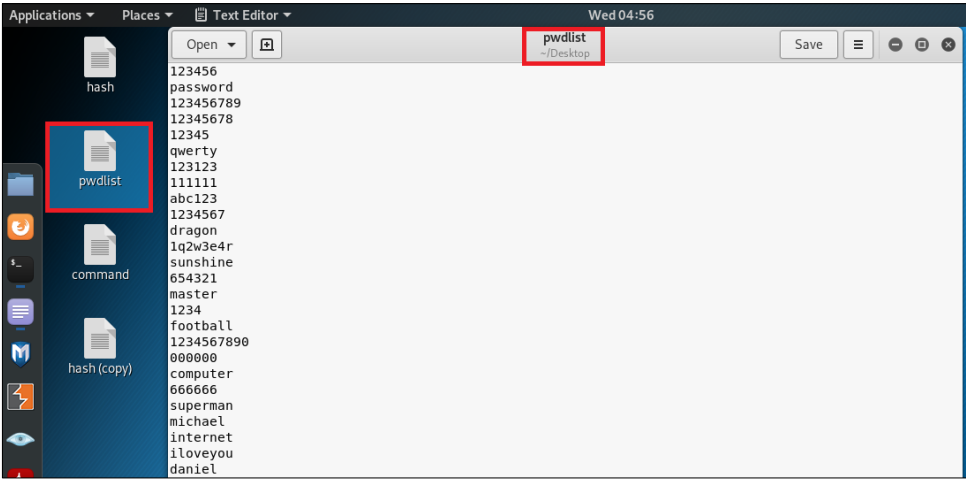 Applications Places Text Editor Wed 04:56
hash
pwdlist
command
hash (copy)
Open pwdlist Save
~/Desktop
123456
password
123456789
12345678
12345
qwerty
123123
111111
abc123
1234567
dragon
1q2w3e4r
sunshine
654321
master
1234
football
1234567890
000000
computer
666666
superman
michael
internet
iloveyou
daniel
$_